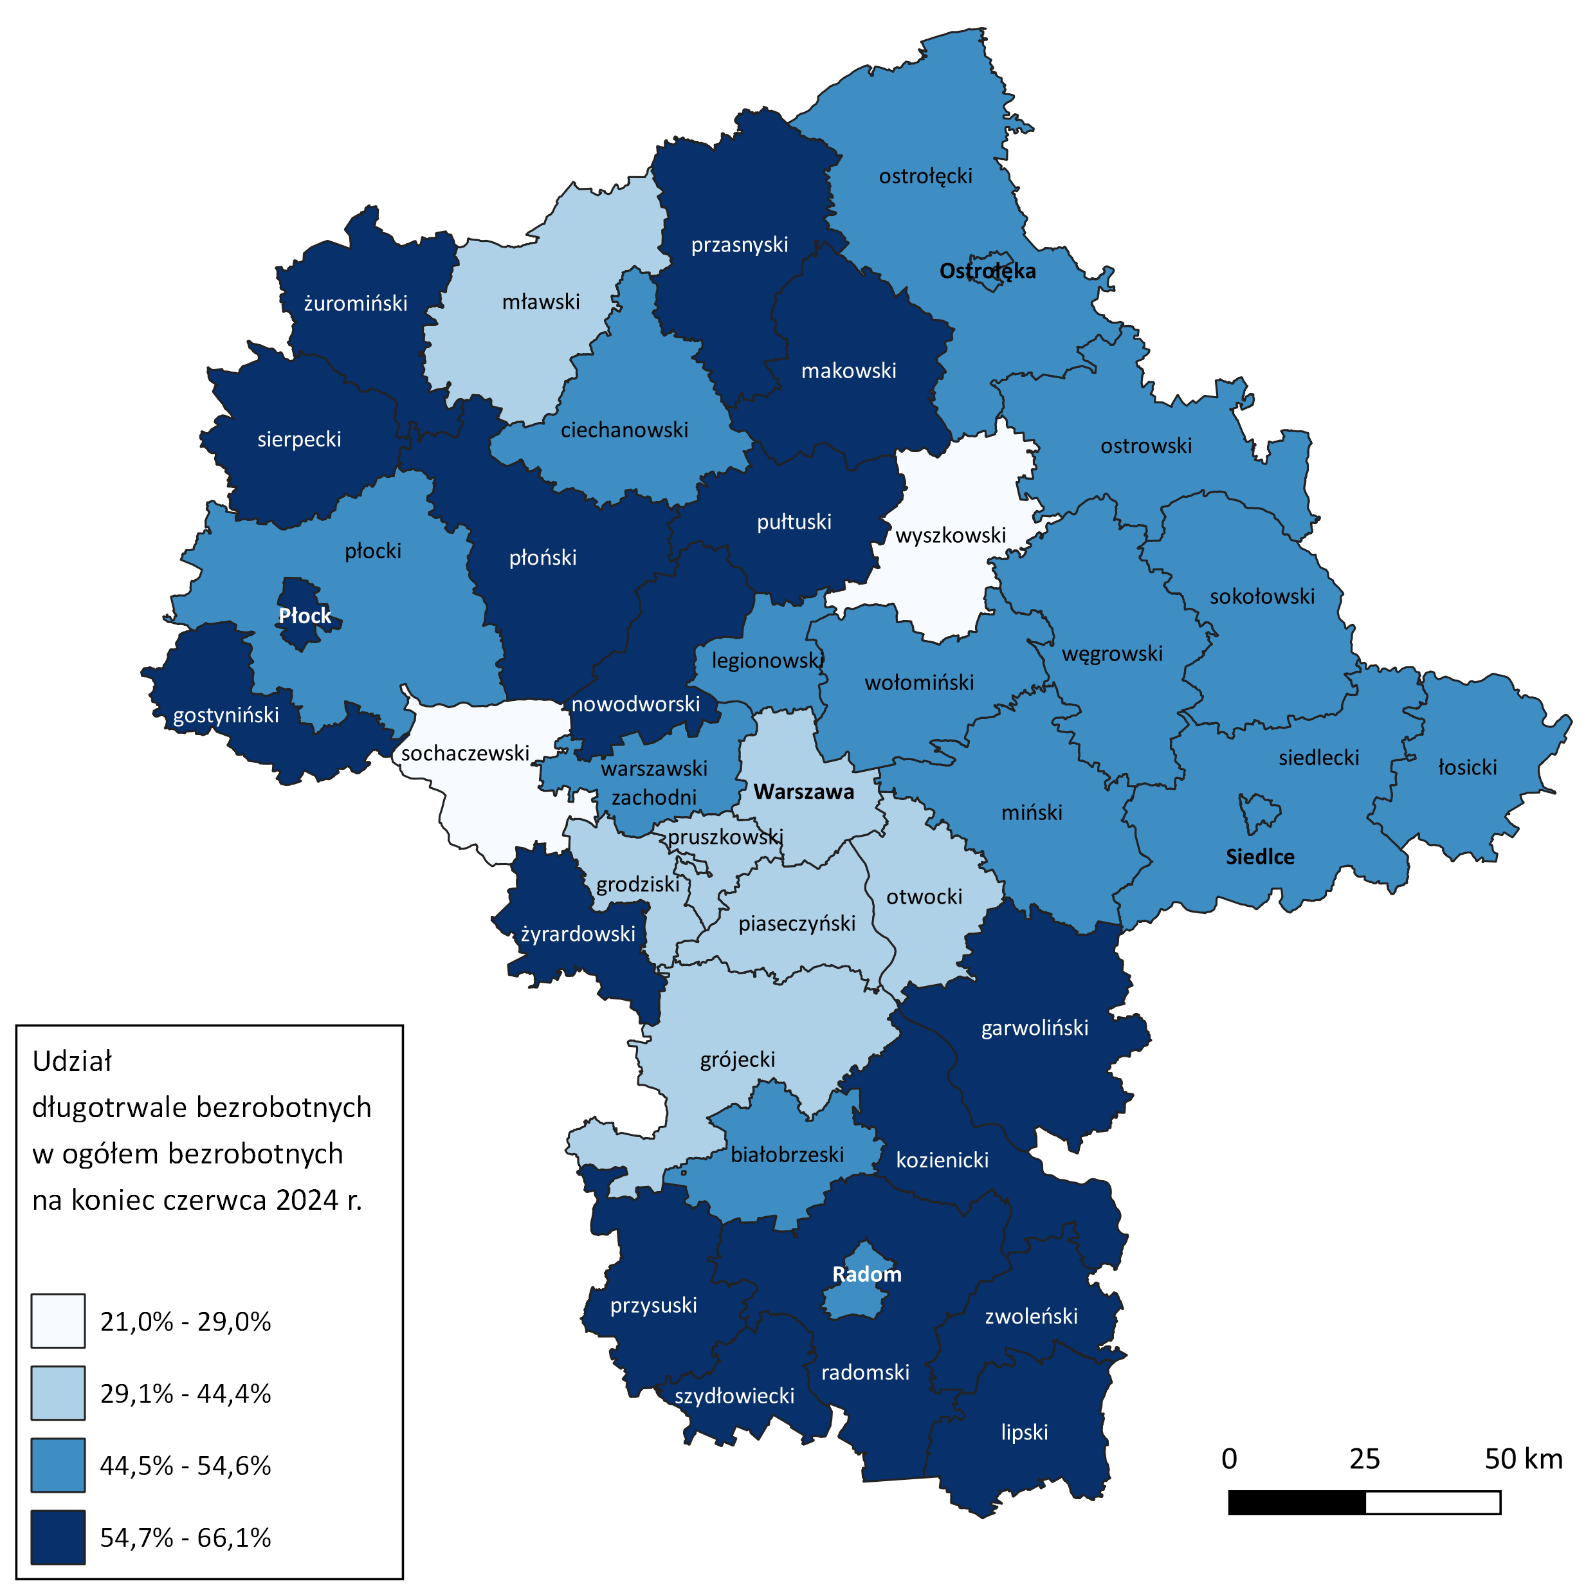 ostrołęcki
przasnyski
Ostrołęka
żuromiński
mławski
makowski
ciechanowski
sierpecki
ostrowski
pułtuski
wyszkowski
płocki
płoński
sokołowski
Płock
węgrowski
legionowski
wołomiński
nowodworski
gostyniński
sochaczewski
siedlecki
łosicki
warszawski
zachodni
Warszawa
miński
pruszkowski
Siedlce
grodziski
otwocki
piaseczyński
żyrardowski
garwoliński
grójecki
białobrzeski
kozienicki
Radom
przysuski
zwoleński
radomski
szydłowiecki
lipski
Udział
długotrwale bezrobotnych
w ogółem bezrobotnych
na koniec czerwca 2024 r.
21,0% - 29,0%
29,1% - 44,4%
44,5% - 54,6%
54,7% - 66,1%
0 25 50 km